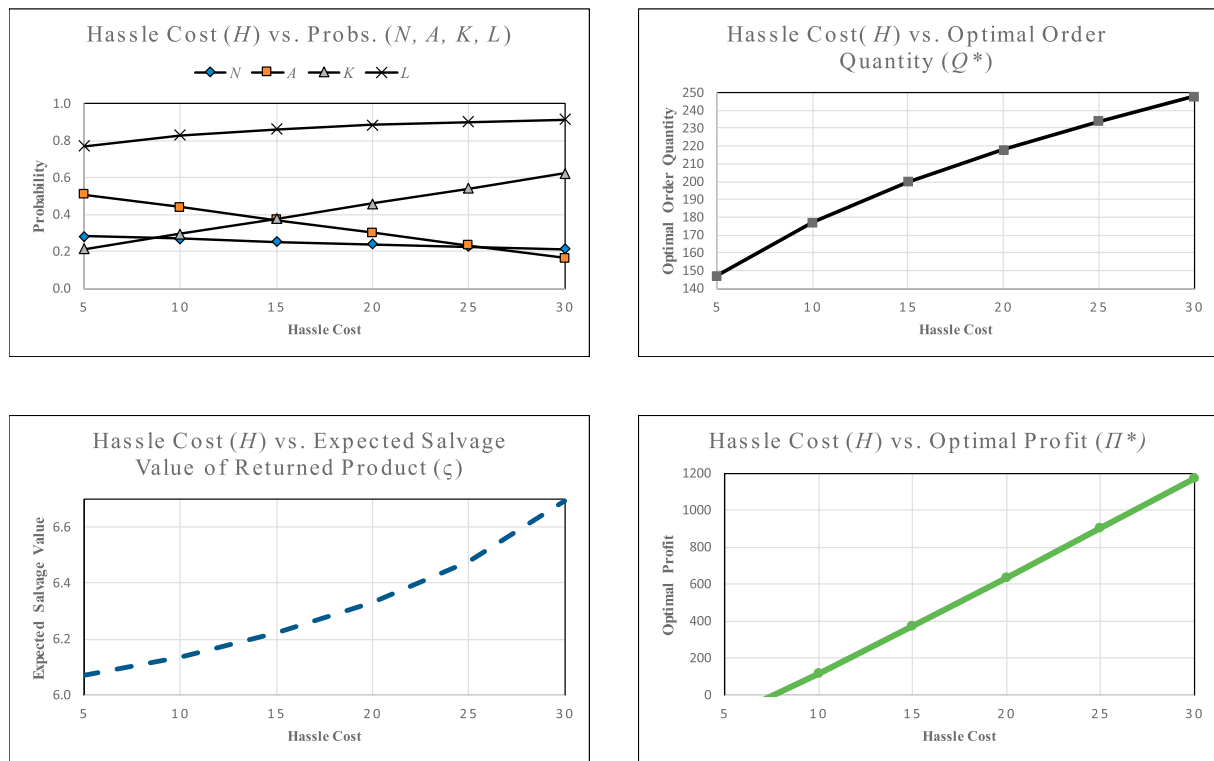 Hassle Cost (H) vs. Probs. (N, A, K, L)
N A K L
1.0
0.8
0.6
0.4
0.2
0.0
Probability
5 10 15 20 25 30
Hassle Cost
Hassle Cost( H) vs. Optimal Order
Quantity (Q*)
250
240
230
220
210
200
190
180
170
160
150
140
Optimal Order Quantity
5 10 15 20 25 30
Hassle Cost
Hassle Cost (H) vs. Expected Salvage
Value of Returned Product (ς)
6.6
6.4
6.2
6.0
Expected Salvage Value
5 10 15 20 25 30
Hassle Cost
Hassle Cost (H) vs. Optimal Profit (Π*)
1200
1000
800
600
400
200
0
Optimal Profit
5 10 15 20 25 30
Hassle Cost